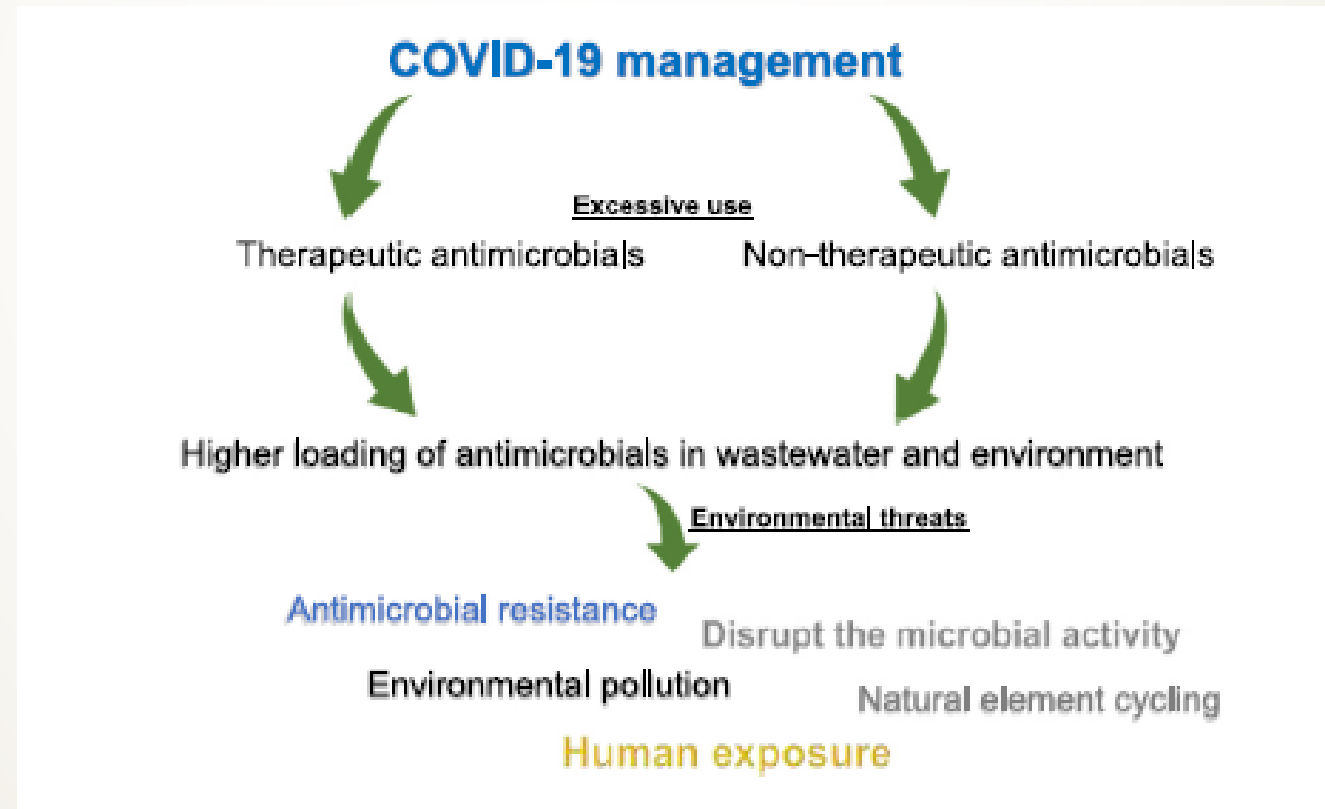 COVID-19 management
Excessive use
Therapeutic antimicrobials
Non-therapeutic antimicrobials
Higher loading of antimicrobials in wastewater and environment
Environmental threats
Antimicrobial resistance
Disrupt the microbial activity
Environmental pollution
Natural element cycling
Human exposure